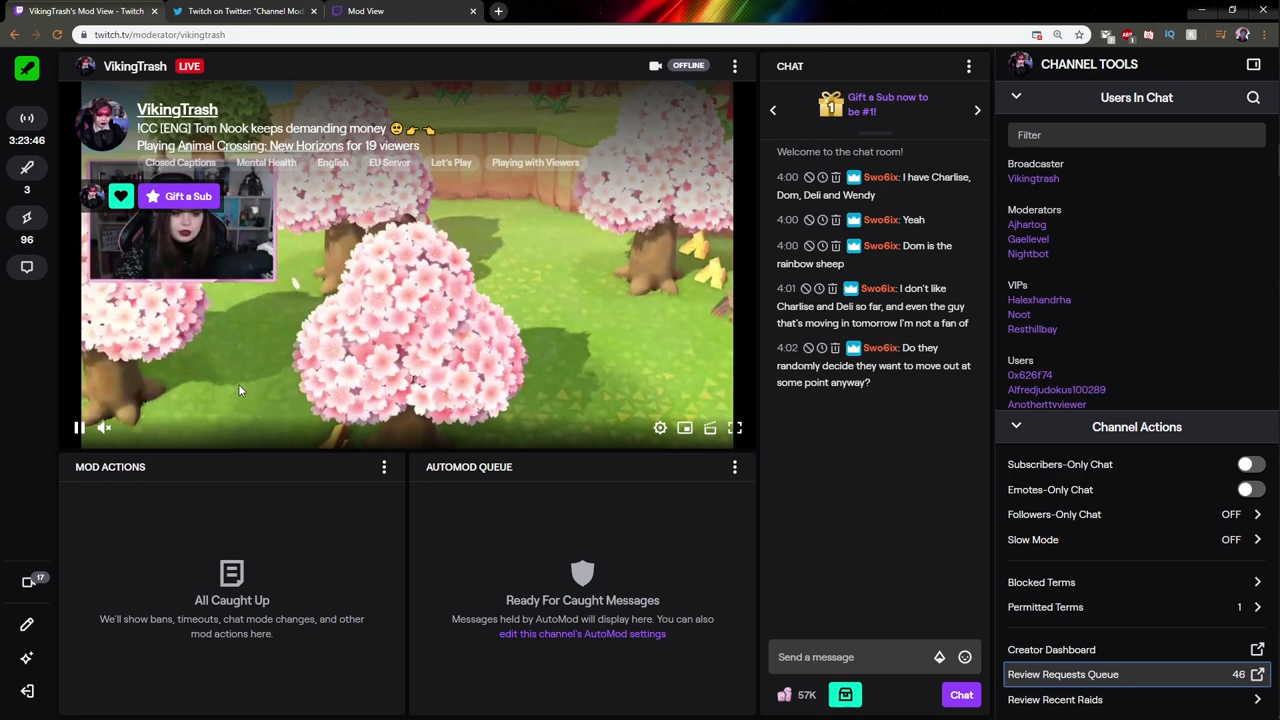 VikingTrash's Mod View - Twitch
Twitch on Twitter: "Channel Mod
Mod View
twitch.tv/moderator/vikingtrash
VikingTrash LIVE
OFFLINE
3:23:46
3
96
17
VikingTrash
!CC [ENG] Tom Nook keeps demanding money 🥺👉👈
Playing Animal Crossing: New Horizons for 19 viewers
Closed Captions Mental Health English EU Server Let's Play Playing with Viewers
Gift a Sub
MOD ACTIONS
All Caught Up
We'll show bans, timeouts, chat mode changes, and other
mod actions here.
AUTOMOD QUEUE
Ready For Caught Messages
Messages held by AutoMod will display here. You can also
edit this channel's AutoMod settings
CHAT
1
Gift a Sub now to
be #1!
Welcome to the chat room!
4:00 Swo6ix: I have Charlise,
Dom, Deli and Wendy
4:00 Swo6ix: Yeah
4:00 Swo6ix: Dom is the
rainbow sheep
4:01 Swo6ix: I don't like
Charlise and Deli so far, and even the guy
that's moving in tomorrow I'm not a fan of
4:02 Swo6ix: Do they
randomly decide they want to move out at
some point anyway?
Send a message
57K
Chat
CHANNEL TOOLS
Users In Chat
Filter
Broadcaster
Vikingtrash
Moderators
Ajhartog
Gaellevel
Nightbot
VIPs
Halexhandrha
Noot
Resthillbay
Users
0x626f74
Alfredjudokus100289
Anotherttvviewer
Channel Actions
Subscribers-Only Chat
Emotes-Only Chat
Followers-Only Chat OFF
Slow Mode OFF
Blocked Terms
Permitted Terms 1
Creator Dashboard
Review Requests Queue 46
Review Recent Raids